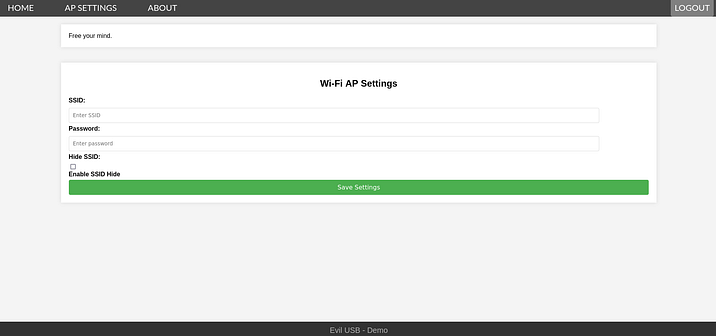 HOME AP SETTINGS ABOUT LOGOUT
Free your mind.
Wi-Fi AP Settings
SSID:
Enter SSID
Password:
Enter password
Hide SSID:
Enable SSID Hide
Save Settings
Evil USB - Demo